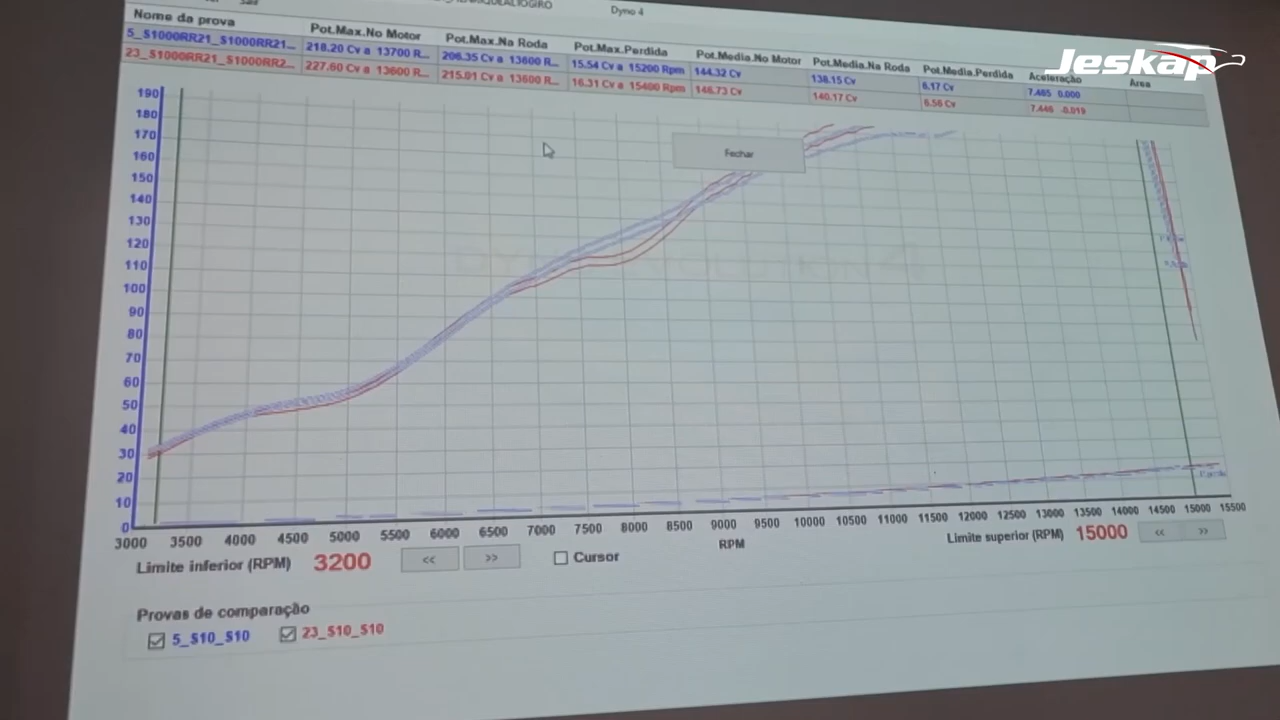 Dyno 4
Jeskap
Nome da prova Pot.Max.No Motor Pot.Max.Na Roda Pot.Max.Perdida Pot.Media.No Motor Pot.Media.Na Roda Pot.Media.Perdida Aceleração Area
5_S1000RR21_S1000RR21... 218.20 Cv a 13700 R... 206.35 Cv a 13600 R... 15.54 Cv a 15200 Rpm 144.32 Cv 138.15 Cv 6.17 Cv 7.465 0.000
23_S1000RR21_S1000RR2... 227.60 Cv a 13600 R... 215.01 Cv a 13600 R... 16.31 Cv a 15400 Rpm 146.73 Cv 140.17 Cv 6.56 Cv 7.446 -0.019
190
180
170
160
150
140
130
120
110
100
90
80
70
60
50
40
30
20
10
0
Fechar
3000 3500 4000 4500 5000 5500 6000 6500 7000 7500 8000 8500 9000 9500 10000 10500 11000 11500 12000 12500 13000 13500 14000 14500 15000 15500
RPM
Limite inferior (RPM) 3200 << >> Cursor Limite superior (RPM) 15000 << >>
Provas de comparação
5_S10_S10 23_S10_S10